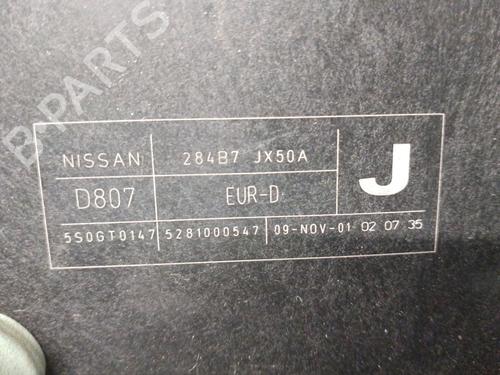 B-PARTS
NISSAN 284B7 JX50A
J
D807 EUR-D
5S0GT0147 5281000547 09-NOV-01 02 07 35